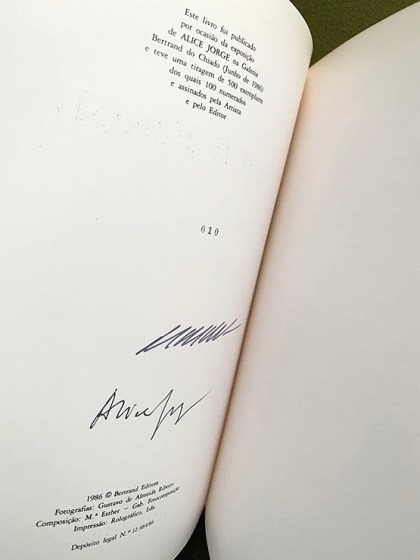 Este livro foi publicado
por ocasião da exposição
de ALICE JORGE na Galeria
Bertrand do Chiado (Junho de 1986)
e teve uma tiragem de 500 exemplares
dos quais 100 numerados
e assinados pela Artista
e pelo Editor
010
1986 © Bertrand Editora
Fotografias: Gustavo de Almeida Ribeiro
Composição: M.ª Esther – Gab. Fotocomposição
Impressão: Rolográfica, Lda.
Depósito legal N.º